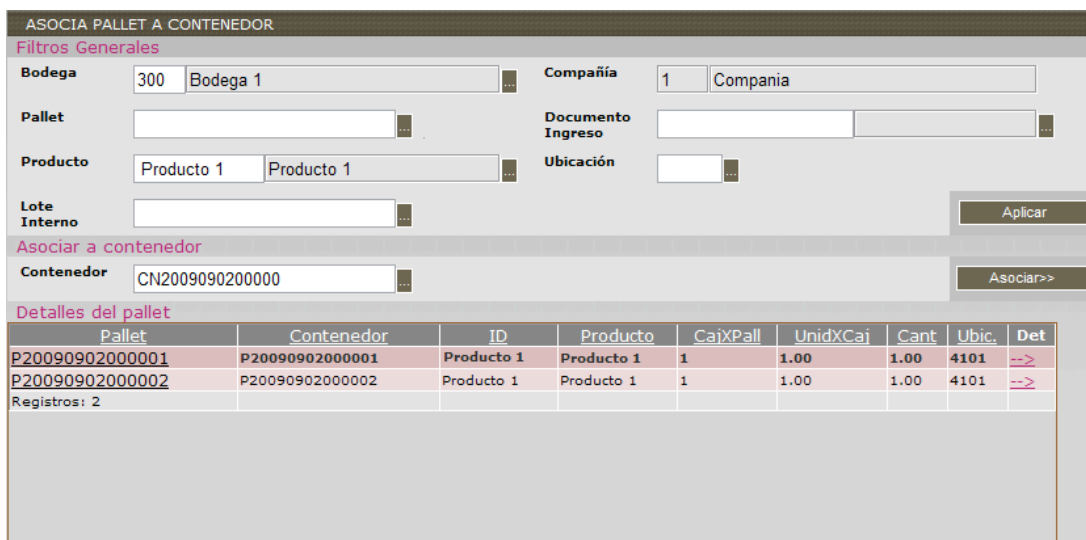 ASOCIA PALLET A CONTENEDOR
Filtros Generales
Bodega 300 Bodega 1 ... Compañía 1 Compania
Pallet ... Documento Ingreso ...
Producto Producto 1 Producto 1 ... Ubicación ...
Lote Interno ... Aplicar
Asociar a contenedor
Contenedor CN2009090200000 ... Asociar>>
Detalles del pallet
Pallet Contenedor ID Producto CajXPall UnidXCaj Cant Ubic. Det
P20090902000001 P20090902000001 Producto 1 Producto 1 1 1.00 1.00 4101 -->
P20090902000002 P20090902000002 Producto 1 Producto 1 1 1.00 1.00 4101 -->
Registros: 2